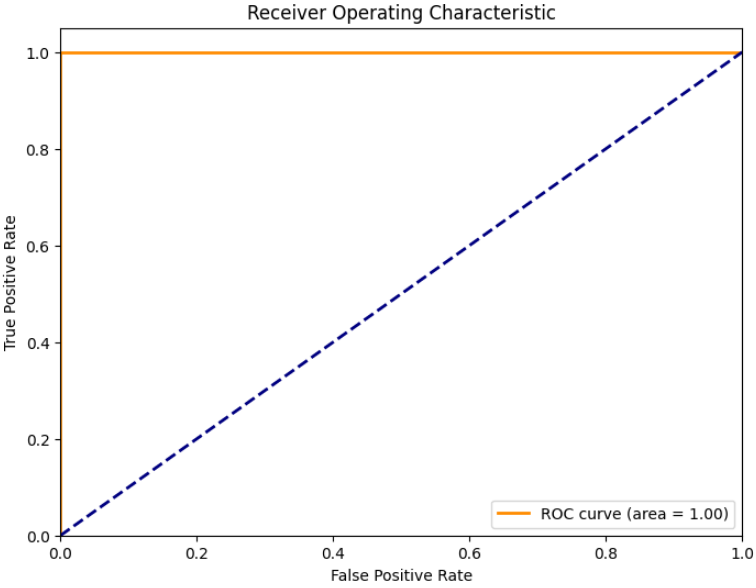 Receiver Operating Characteristic
True Positive Rate
1.0
0.8
0.6
0.4
0.2
0.0
0.0 0.2 0.4 0.6 0.8 1.0
False Positive Rate
ROC curve (area = 1.00)